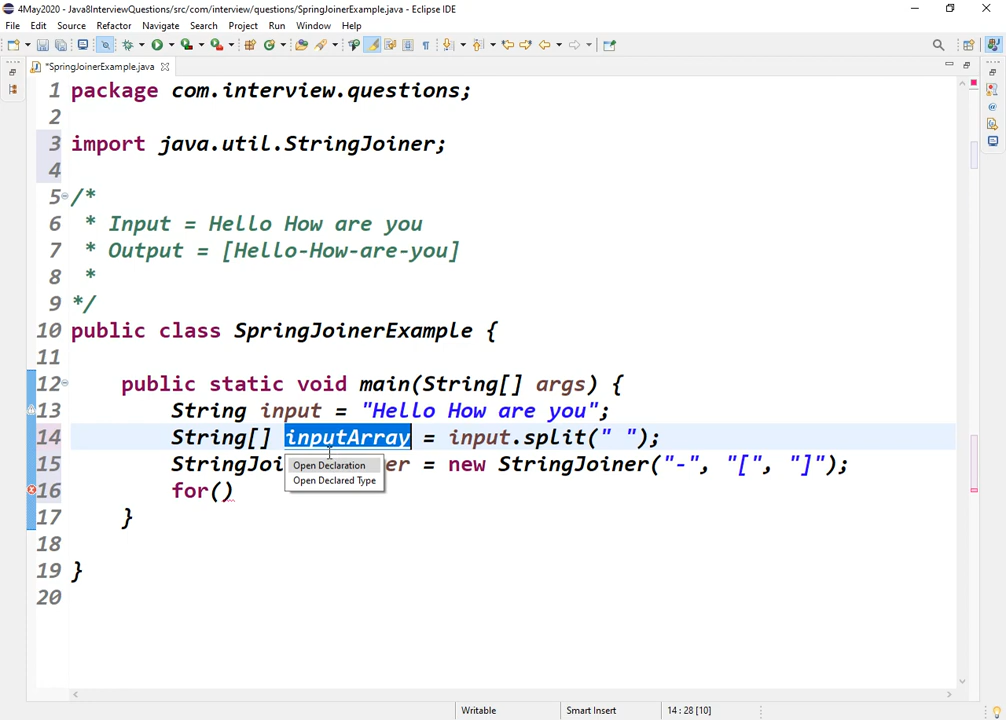 4May2020 - Java8InterviewQuestions/src/com/interview/questions/SpringJoinerExample.java - Eclipse IDE
File Edit Source Refactor Navigate Search Project Run Window Help
*SpringJoinerExample.java
1 package com.interview.questions;
2
3 import java.util.StringJoiner;
4
5 /*
6 * Input = Hello How are you
7 * Output = [Hello-How-are-you]
8 *
9 */
10 public class SpringJoinerExample {
11
12 public static void main(String[] args) {
13 String input = "Hello How are you";
14 String[] inputArray = input.split(" ");
15 StringJoi er = new StringJoiner("-", "[", "]");
Open Declaration
Open Declared Type
16 for()
17 }
18
19 }
20
Writable Smart Insert 14 : 28 [10]